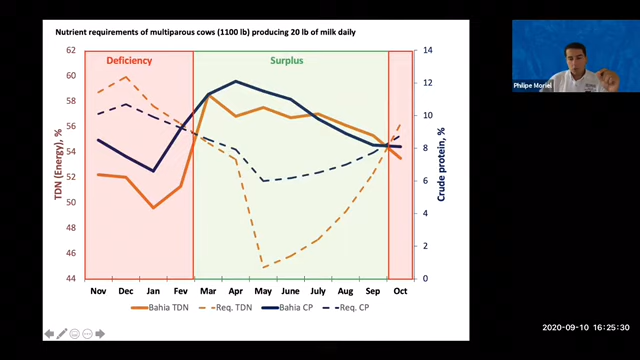 Nutrient requirements of multiparous cows (1100 lb) producing 20 lb of milk daily
Deficiency
Surplus
62
60
58
56
54
52
50
48
46
44
TDN (Energy), %
14
12
10
8
6
4
2
0
Crude protein, %
Nov Dec Jan Fev Mar Apr May June July Aug Sep Oct
Bahia TDN Req. TDN Bahia CP Req. CP
Philipe Moriel
2020-09-10 16:25:30